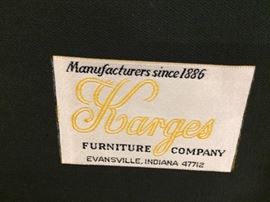 Manufacturers since 1886
Karges
FURNITURE COMPANY
EVANSVILLE, INDIANA 47712